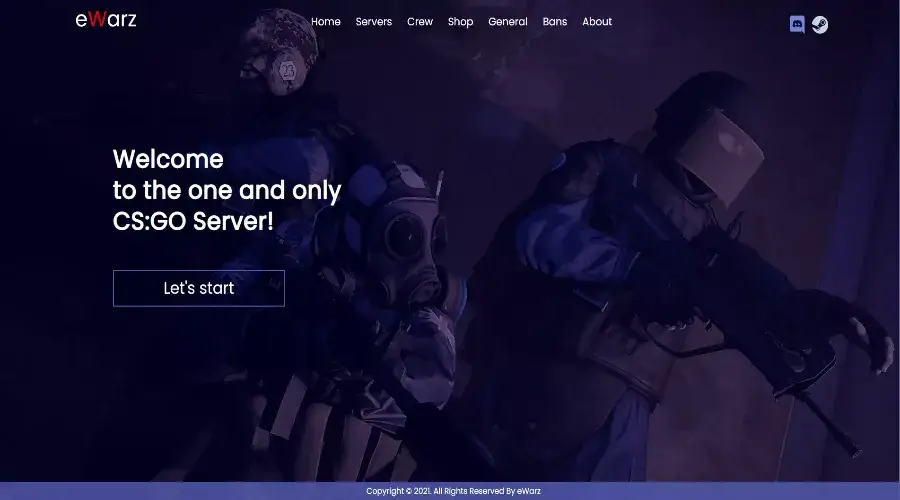 eWarz
Home Servers Crew Shop General Bans About
23
Welcome
to the one and only
CS:GO Server!
Let's start
Copyright © 2021. All Rights Reserved By eWarz